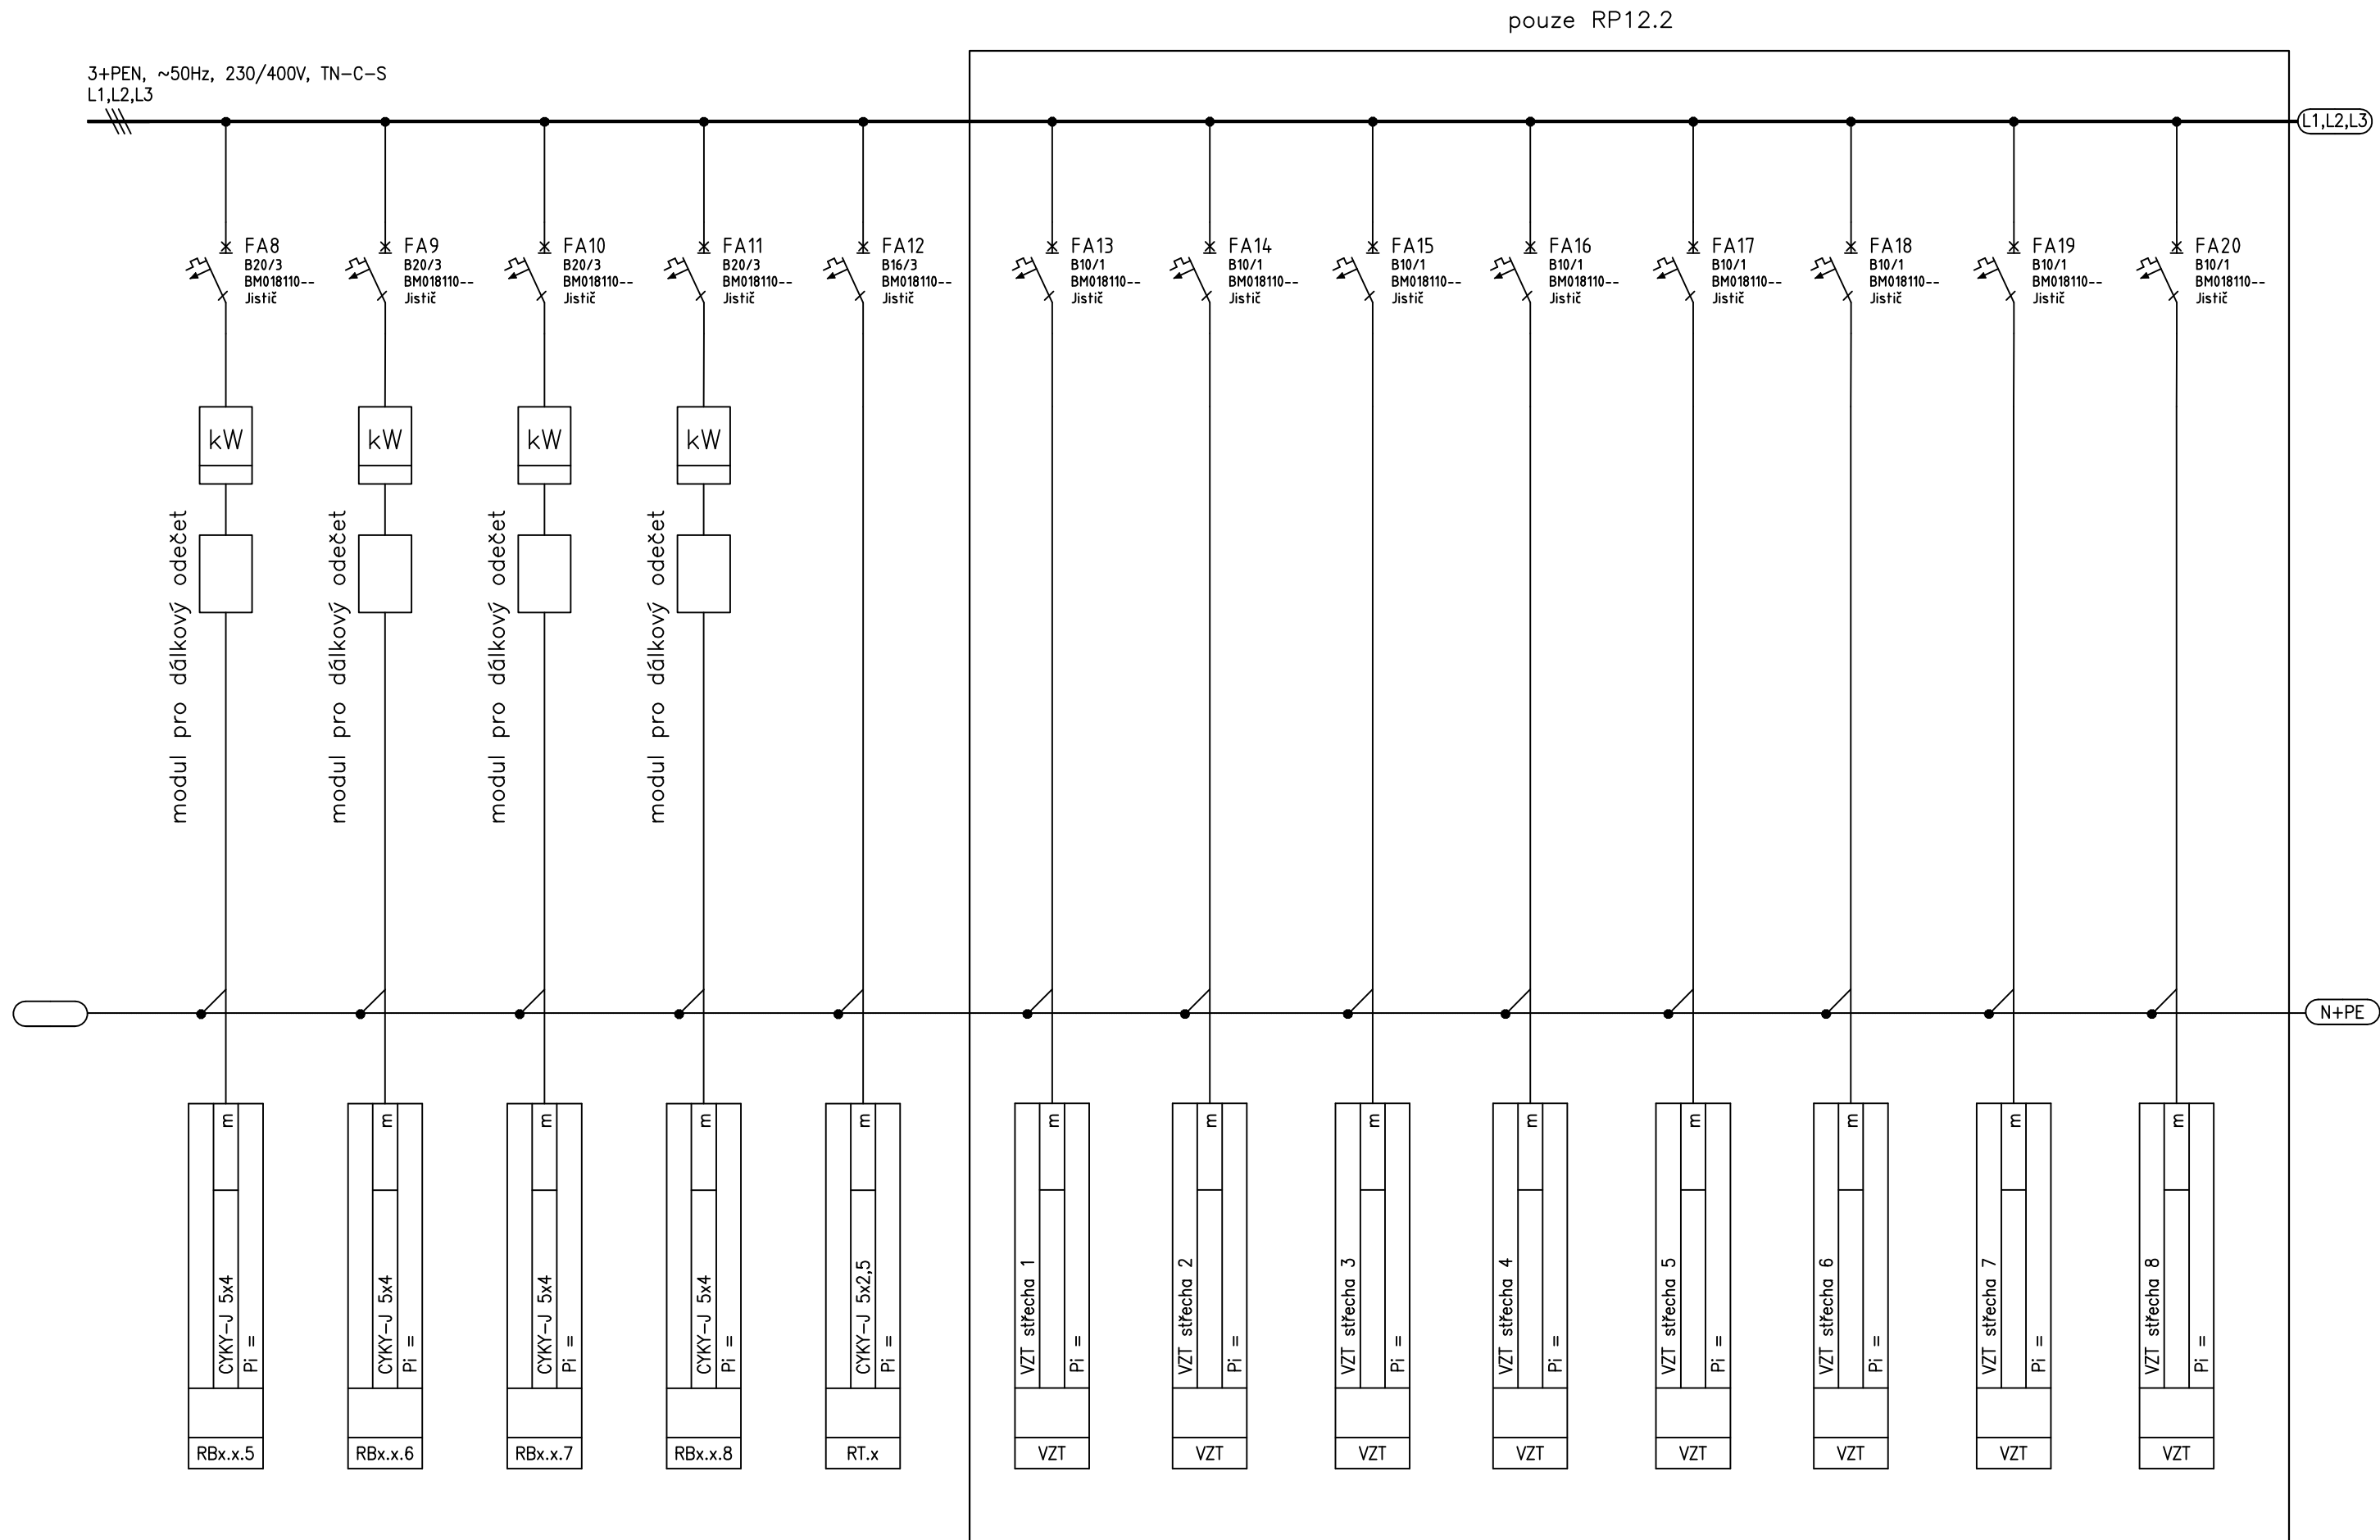 pouze RP12.2
3+PEN, ~50Hz, 230/400V, TN-C-S
L1,L2,L3
L1,L2,L3
FA8
B20/3
BM018110--
Jistič
FA9
B20/3
BM018110--
Jistič
FA10
B20/3
BM018110--
Jistič
FA11
B20/3
BM018110--
Jistič
FA12
B16/3
BM018110--
Jistič
FA13
B10/1
BM018110--
Jistič
FA14
B10/1
BM018110--
Jistič
FA15
B10/1
BM018110--
Jistič
FA16
B10/1
BM018110--
Jistič
FA17
B10/1
BM018110--
Jistič
FA18
B10/1
BM018110--
Jistič
FA19
B10/1
BM018110--
Jistič
FA20
B10/1
BM018110--
Jistič
kW
kW
kW
kW
modul pro dálkový odečet
modul pro dálkový odečet
modul pro dálkový odečet
modul pro dálkový odečet
N+PE
m
CYKY-J 5x4
Pi =
RBx.x.5
m
CYKY-J 5x4
Pi =
RBx.x.6
m
CYKY-J 5x4
Pi =
RBx.x.7
m
CYKY-J 5x4
Pi =
RBx.x.8
m
CYKY-J 5x2,5
Pi =
RT.x
VZT střecha 1
m
Pi =
VZT
VZT střecha 2
m
Pi =
VZT
VZT střecha 3
m
Pi =
VZT
VZT střecha 4
m
Pi =
VZT
VZT střecha 5
m
Pi =
VZT
VZT střecha 6
m
Pi =
VZT
VZT střecha 7
m
Pi =
VZT
VZT střecha 8
m
Pi =
VZT